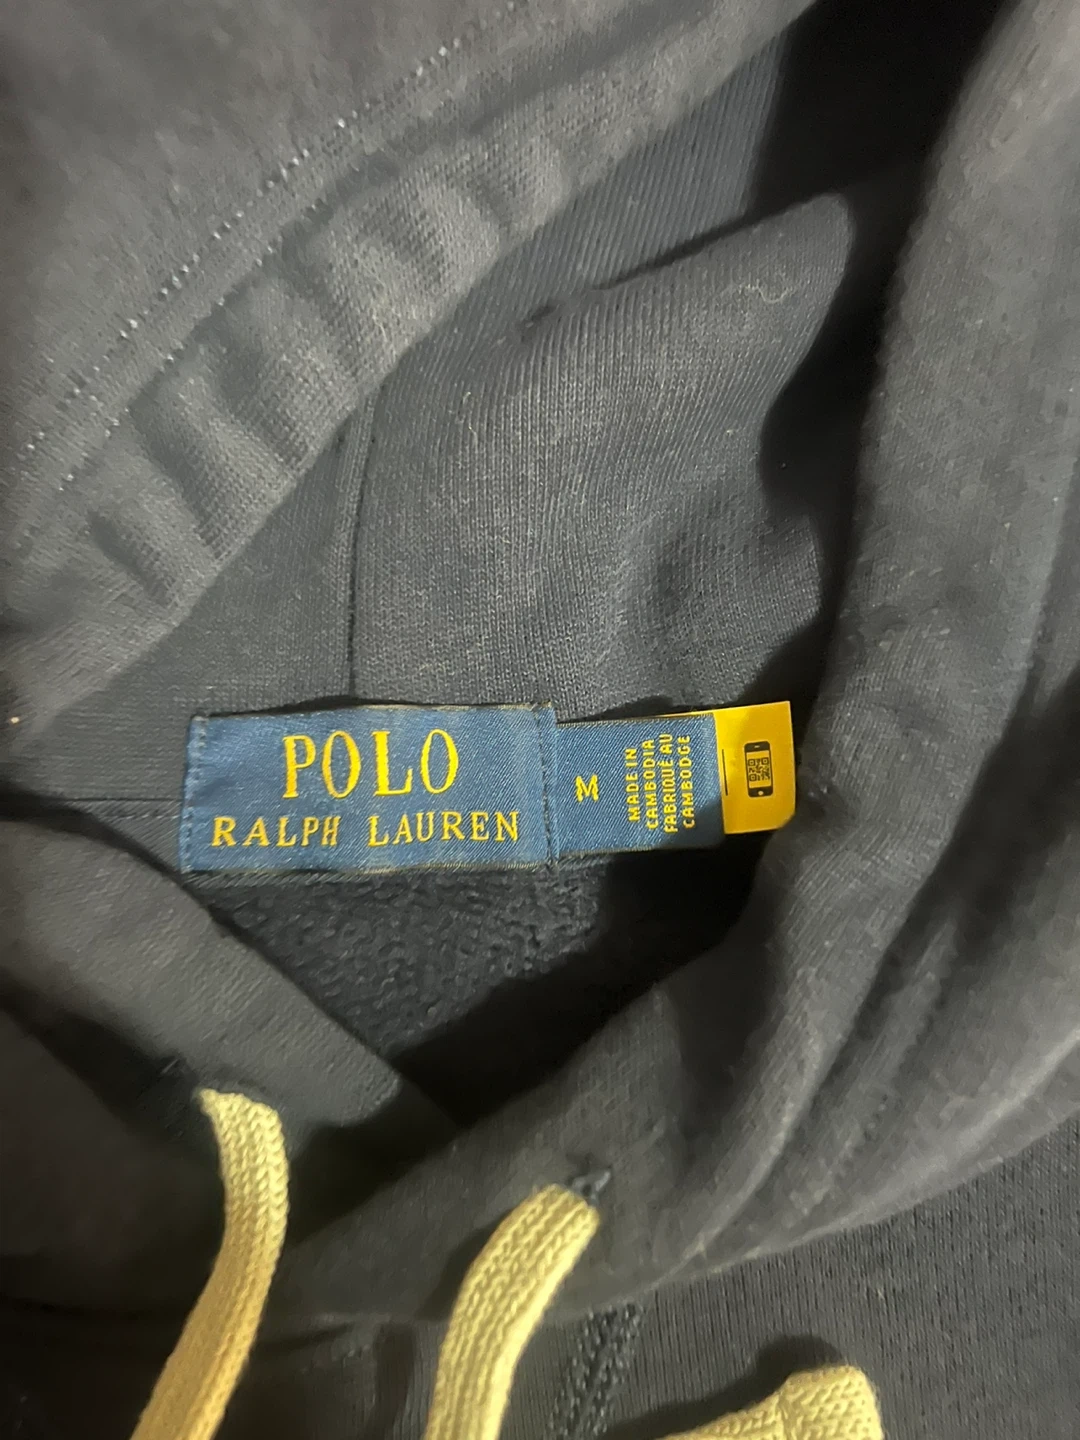 POLO
RALPH LAUREN
M
MADE IN
CAMBODIA
FABRIQUÉ AU
CAMBODGE